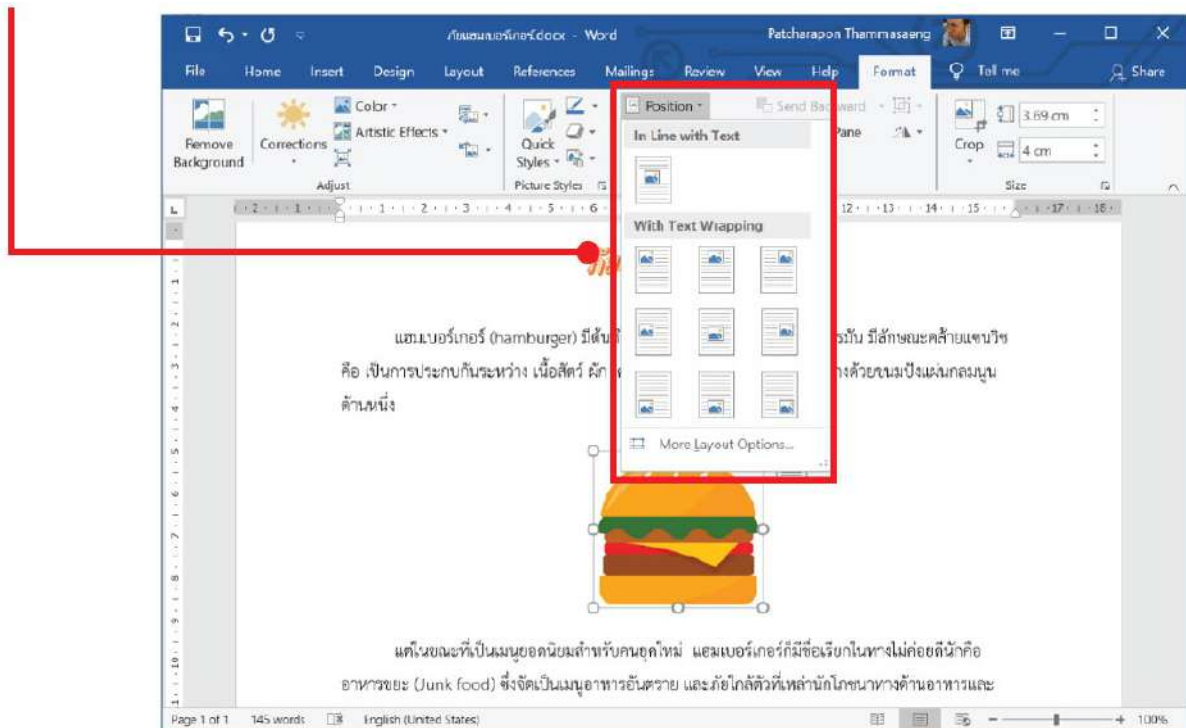 ภัยแฮมเบอร์เกอร์.docx - Word
Patcharapon Thammasaeng
File Home Insert Design Layout References Mailings Review View Help Format Tell me Share
Remove Background
Corrections
Color
Artistic Effects
Adjust
Quick Styles
Picture Styles
Position
Send Backward
Pane
Crop
3.69 cm
4 cm
Size
In Line with Text
With Text Wrapping
More Layout Options...
แฮมเบอร์เกอร์ (hamburger) มีต้น
มีลักษณะคล้ายแซนวิช
คือ เป็นการประกบกันระหว่าง เนื้อสัตว์ ผัก
ด้วยขนมปังแผ่นกลมนูน
ด้านหนึ่ง
แต่ในขณะที่เป็นเมนูยอดนิยมสำหรับคนยุคใหม่ แฮมเบอร์เกอร์ก็มีชื่อเรียกในทางไม่ค่อยดีนักคือ
อาหารขยะ (Junk food) ซึ่งจัดเป็นเมนูอาหารอันตราย และภัยใกล้ตัวที่เหล่านักโภชนาทางด้านอาหารและ
Page 1 of 1 145 words English (United States) 100%